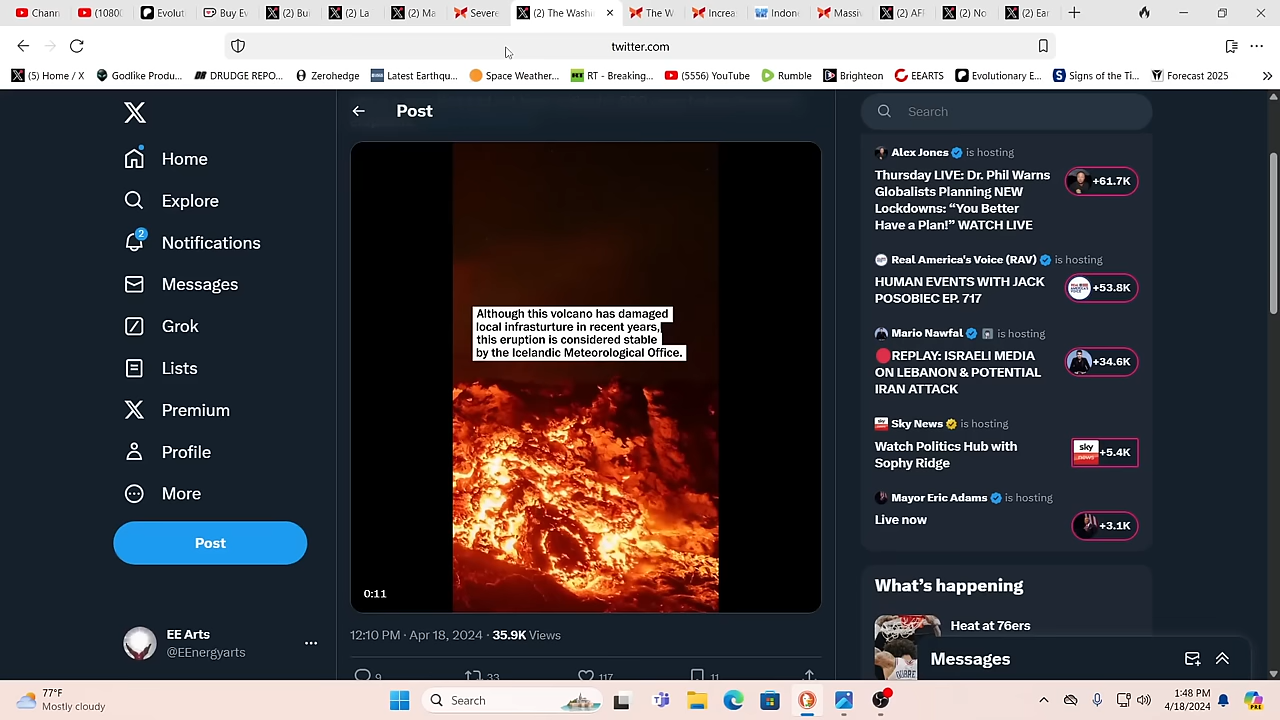 Chann
(1080
Evolut
Buy Ev
(2) Bui
(2) La
(2) Ma
Severe
(2) The Washi
The W
Increa
Indone
Massiv
(2) AF
(2) No
(2) Ear
twitter.com
(5) Home / X
Godlike Produ...
DRUDGE REPO...
Zerohedge
Latest Earthqu...
Space Weather...
RT - Breaking...
(5556) YouTube
Rumble
Brighteon
EEARTS
Evolutionary E...
Signs of the Ti...
Forecast 2025
Home
Explore
2
Notifications
Messages
Grok
Lists
Premium
Profile
More
Post
EE Arts
@EEnergyarts
Post
Although this volcano has damaged
local infrasturture in recent years,
this eruption is considered stable
by the Icelandic Meteorological Office.
0:11
12:10 PM · Apr 18, 2024 · 35.9K Views
9
33
117
11
Search
Alex Jones is hosting
Thursday LIVE: Dr. Phil Warns
Globalists Planning NEW
Lockdowns: “You Better
Have a Plan!” WATCH LIVE
+61.7K
Real America's Voice (RAV) is hosting
HUMAN EVENTS WITH JACK
POSOBIEC EP. 717
+53.8K
Mario Nawfal is hosting
REPLAY: ISRAELI MEDIA
ON LEBANON & POTENTIAL
IRAN ATTACK
+34.6K
Sky News is hosting
Watch Politics Hub with
Sophy Ridge
sky
news
+5.4K
Mayor Eric Adams is hosting
Live now
+3.1K
What’s happening
Heat at 76ers
Messages
77°F
Mostly cloudy
Search
1:48 PM
4/18/2024
PRE